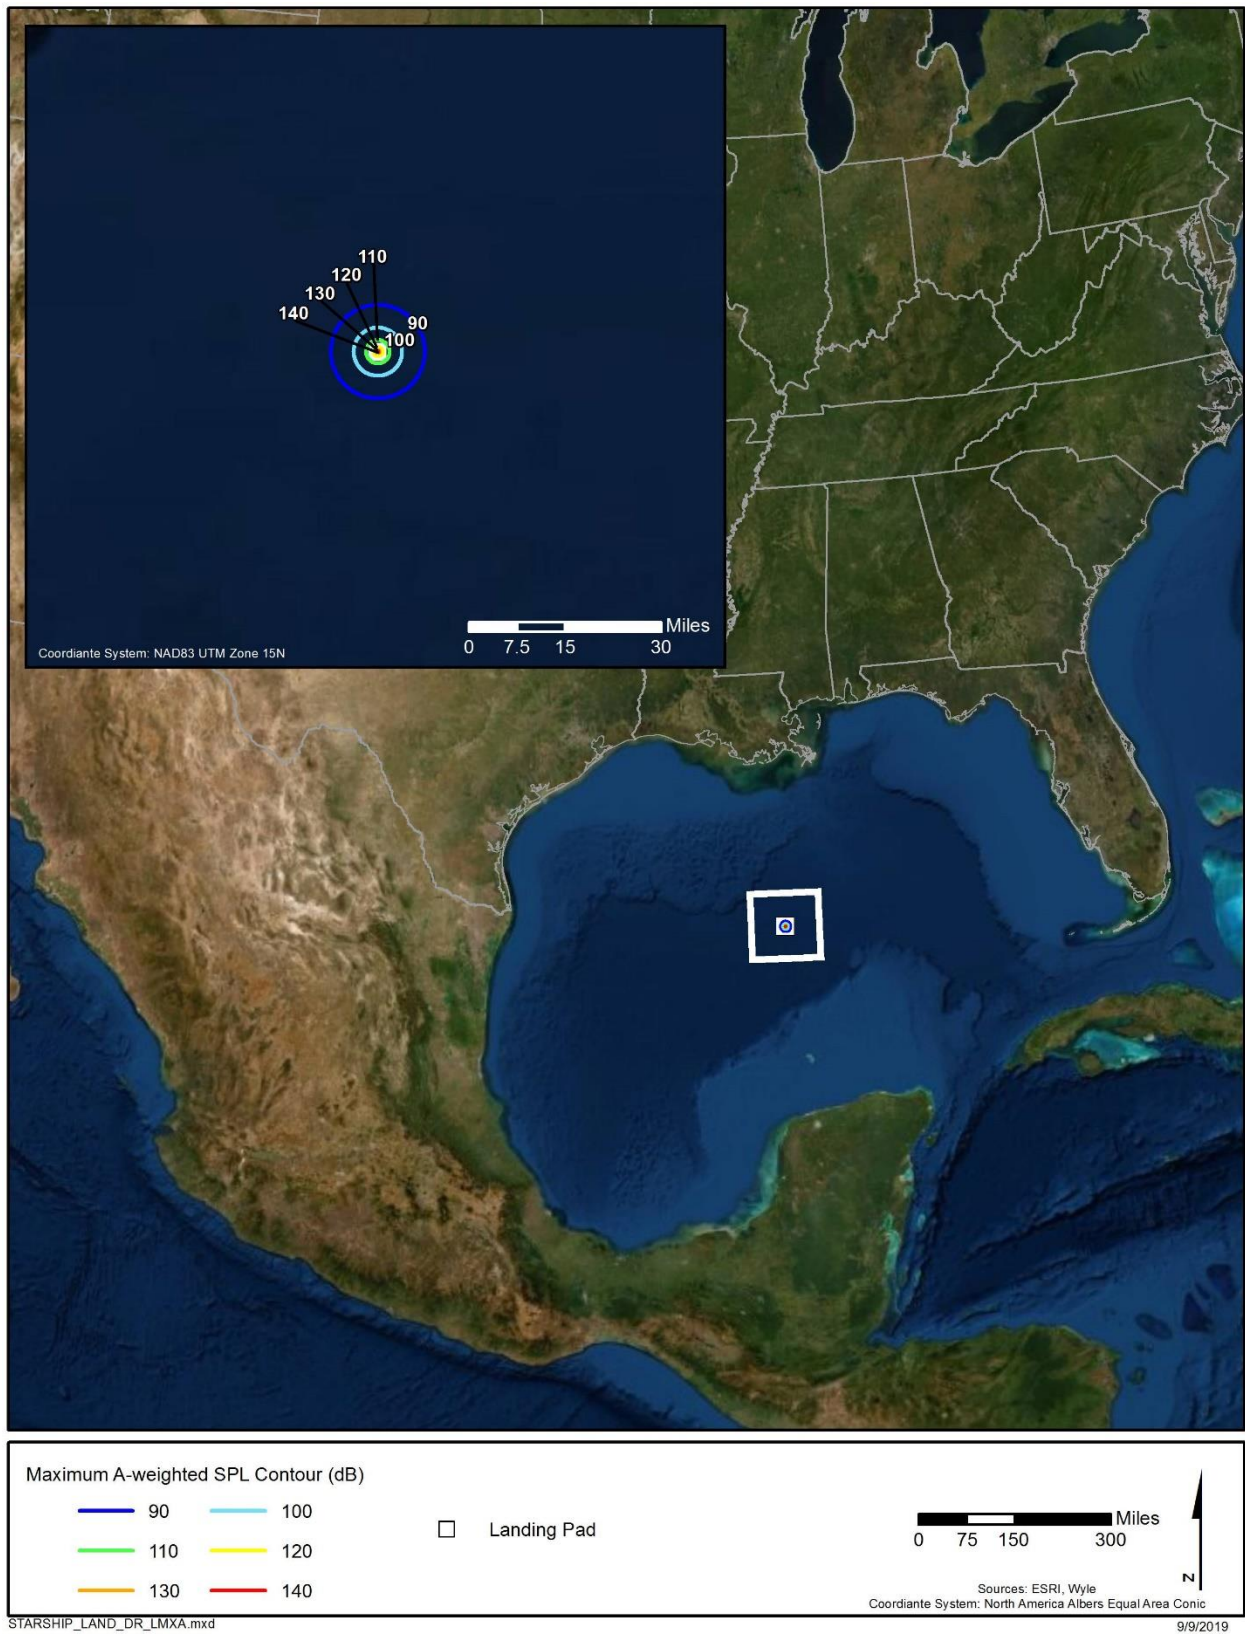 110
120
130
140
90
100
Miles
0 7.5 15 30
Coordiante System: NAD83 UTM Zone 15N
Maximum A-weighted SPL Contour (dB)
90 100
110 120
130 140
Landing Pad
Miles
0 75 150 300
N
Sources: ESRI, Wyle
Coordiante System: North America Albers Equal Area Conic
STARSHIP_LAND_DR_LMXA.mxd
9/9/2019